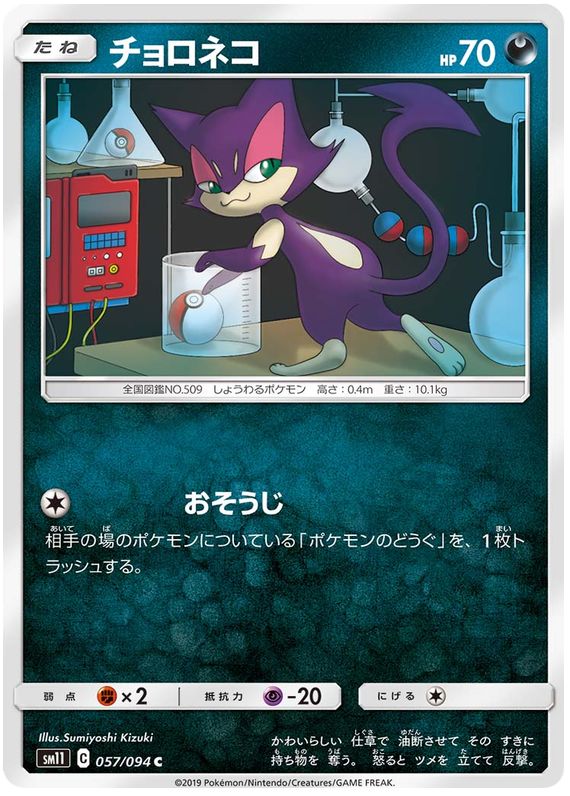 たね チョロネコ HP70
全国図鑑NO.509 しょうわるポケモン 高さ:0.4m 重さ:10.1kg
おそうじ
相手の場のポケモンについている「ポケモンのどうぐ」を、1枚ト
ラッシュする。
弱点 ×2 抵抗力 -20 にげる
Illus.Sumiyoshi Kizuki
SM11 C 057/094 C
かわいらしい 仕草で 油断させて その すきに
持ち物を 奪う。 怒ると ツメを 立てて 反撃。
©2019 Pokémon/Nintendo/Creatures/GAME FREAK.